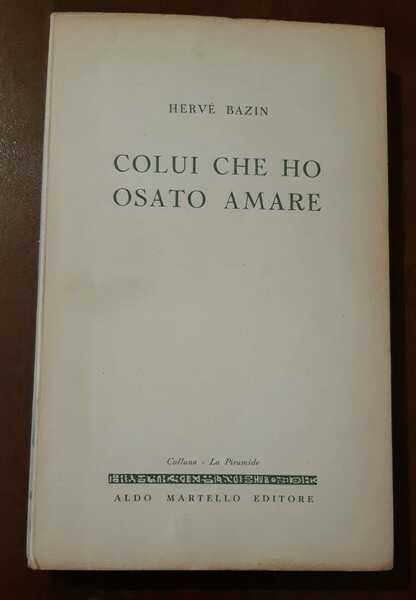 HERVÉ BAZIN
COLUI CHE HO
OSATO AMARE
Collana - La Piramide
ALDO MARTELLO EDITORE